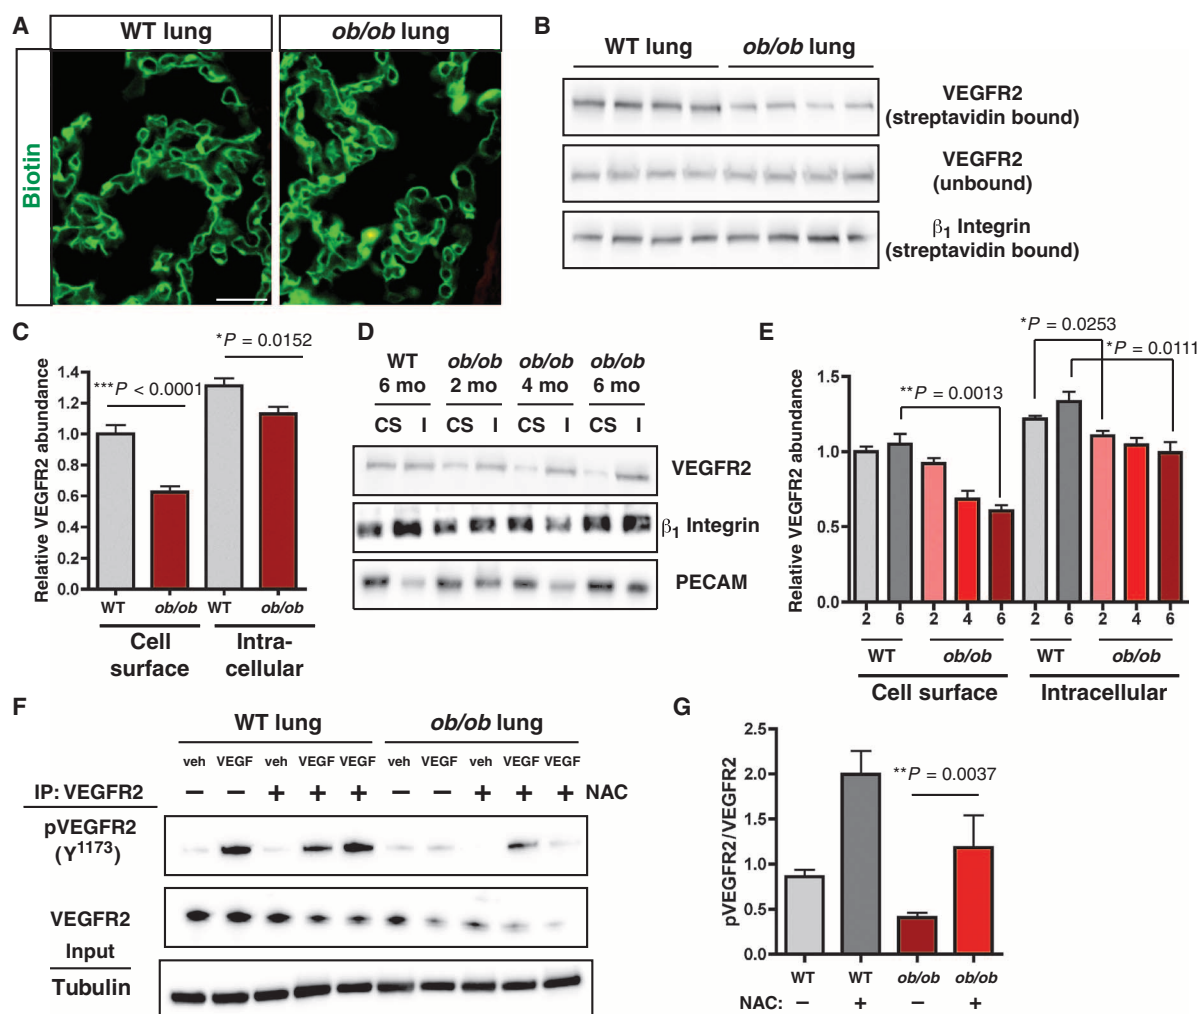 A
WT lung
ob/ob lung
Biotin
B
WT lung
ob/ob lung
VEGFR2
(streptavidin bound)
VEGFR2
(unbound)
β1 Integrin
(streptavidin bound)
C
*P = 0.0152
***P < 0.0001
Relative VEGFR2 abundance
1.4
1.2
1.0
0.8
0.6
0.4
0.2
0.0
WT
ob/ob
WT
ob/ob
Cell
surface
Intra-
cellular
D
WT
6 mo
ob/ob
2 mo
ob/ob
4 mo
ob/ob
6 mo
CS I CS I CS I CS I
VEGFR2
β1 Integrin
PECAM
E
*P = 0.0253
*P = 0.0111
**P = 0.0013
Relative VEGFR2 abundance
1.5
1.0
0.5
0.0
2 6 2 4 6 2 6 2 4 6
WT ob/ob WT ob/ob
Cell surface Intracellular
F
WT lung
ob/ob lung
veh VEGF veh VEGF VEGF veh VEGF veh VEGF VEGF
IP: VEGFR2 − − + + + − − + + + NAC
pVEGFR2
(Y1173)
VEGFR2
Input
Tubulin
G
**P = 0.0037
pVEGFR2/VEGFR2
2.5
2.0
1.5
1.0
0.5
0.0
WT WT ob/ob ob/ob
NAC: − + − +